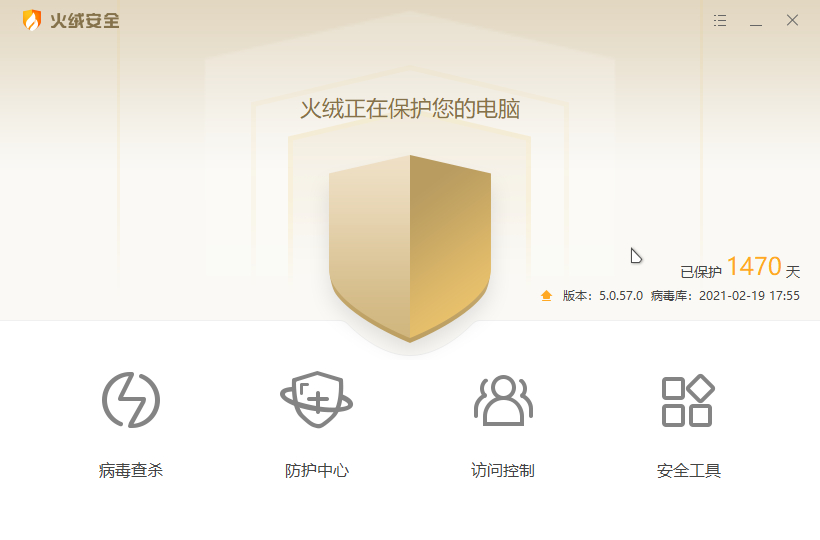 火绒安全
火绒正在保护您的电脑
已保护 1470 天
版本：5.0.57.0 病毒库：2021-02-19 17:55
病毒查杀 防护中心 访问控制 安全工具